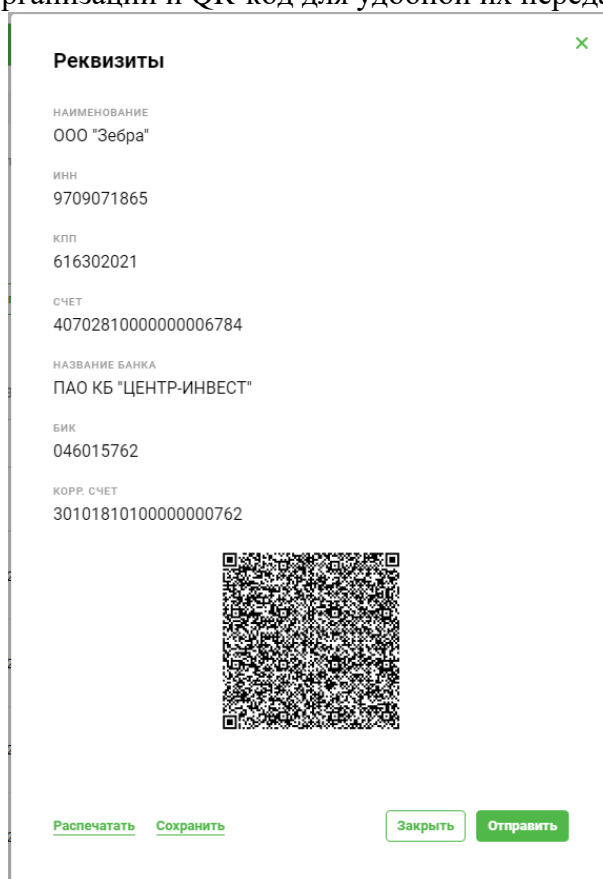 рганизации и QR-код для удобной их переда
Реквизиты
НАИМЕНОВАНИЕ
ООО "Зебра"
ИНН
9709071865
КПП
616302021
СЧЕТ
40702810000000006784
НАЗВАНИЕ БАНКА
ПАО КБ "ЦЕНТР-ИНВЕСТ"
БИК
046015762
КОРР. СЧЕТ
30101810100000000762
Распечатать Сохранить Закрыть Отправить